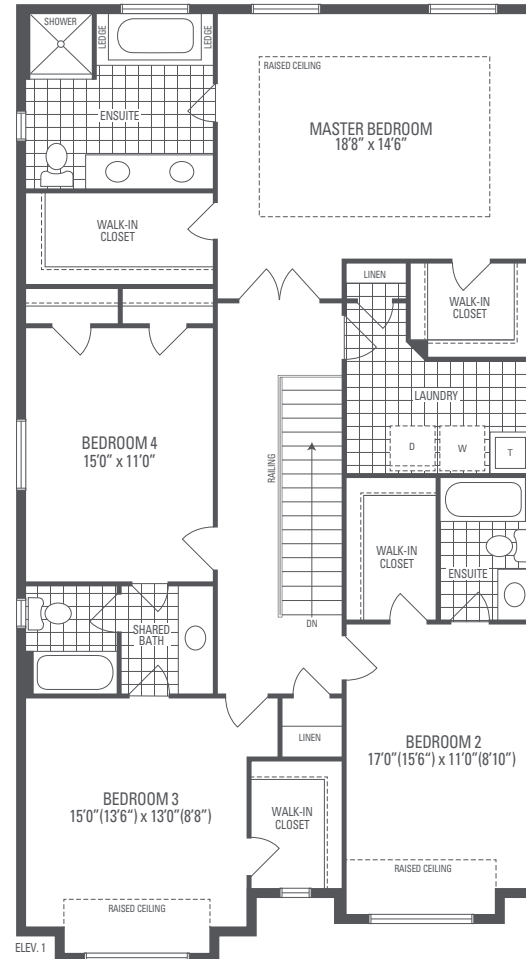 SHOWER
LEDGE
LEDGE
ENSUITE
RAISED CEILING
MASTER BEDROOM
18'8" x 14'6"
WALK-IN
CLOSET
LINEN
WALK-IN
CLOSET
LAUNDRY
D
W
T
BEDROOM 4
15'0" x 11'0"
RAILING
DN
WALK-IN
CLOSET
ENSUITE
SHARED
BATH
LINEN
BEDROOM 2
17'0"(15'6") x 11'0"(8'10")
BEDROOM 3
15'0"(13'6") x 13'0"(8'8")
WALK-IN
CLOSET
RAISED CEILING
RAISED CEILING
ELEV. 1